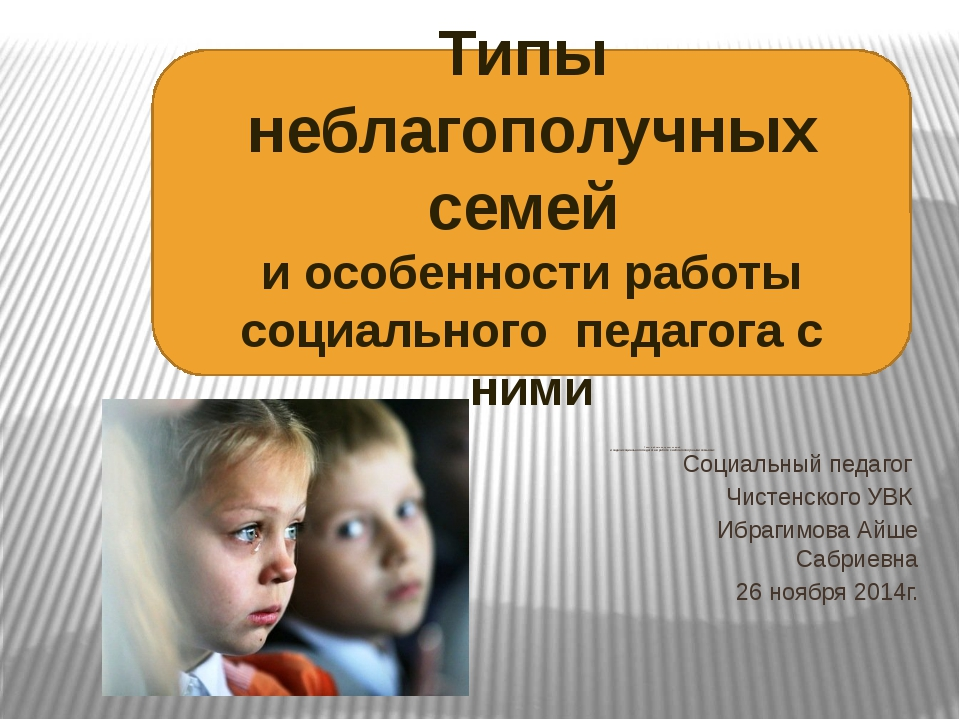 Типы
неблагополучных
семей
и особенности работы
социального педагога с
ними
Социальный педагог
Чистенского УВК
Ибрагимова Айше
Сабриевна
26 ноября 2014г.